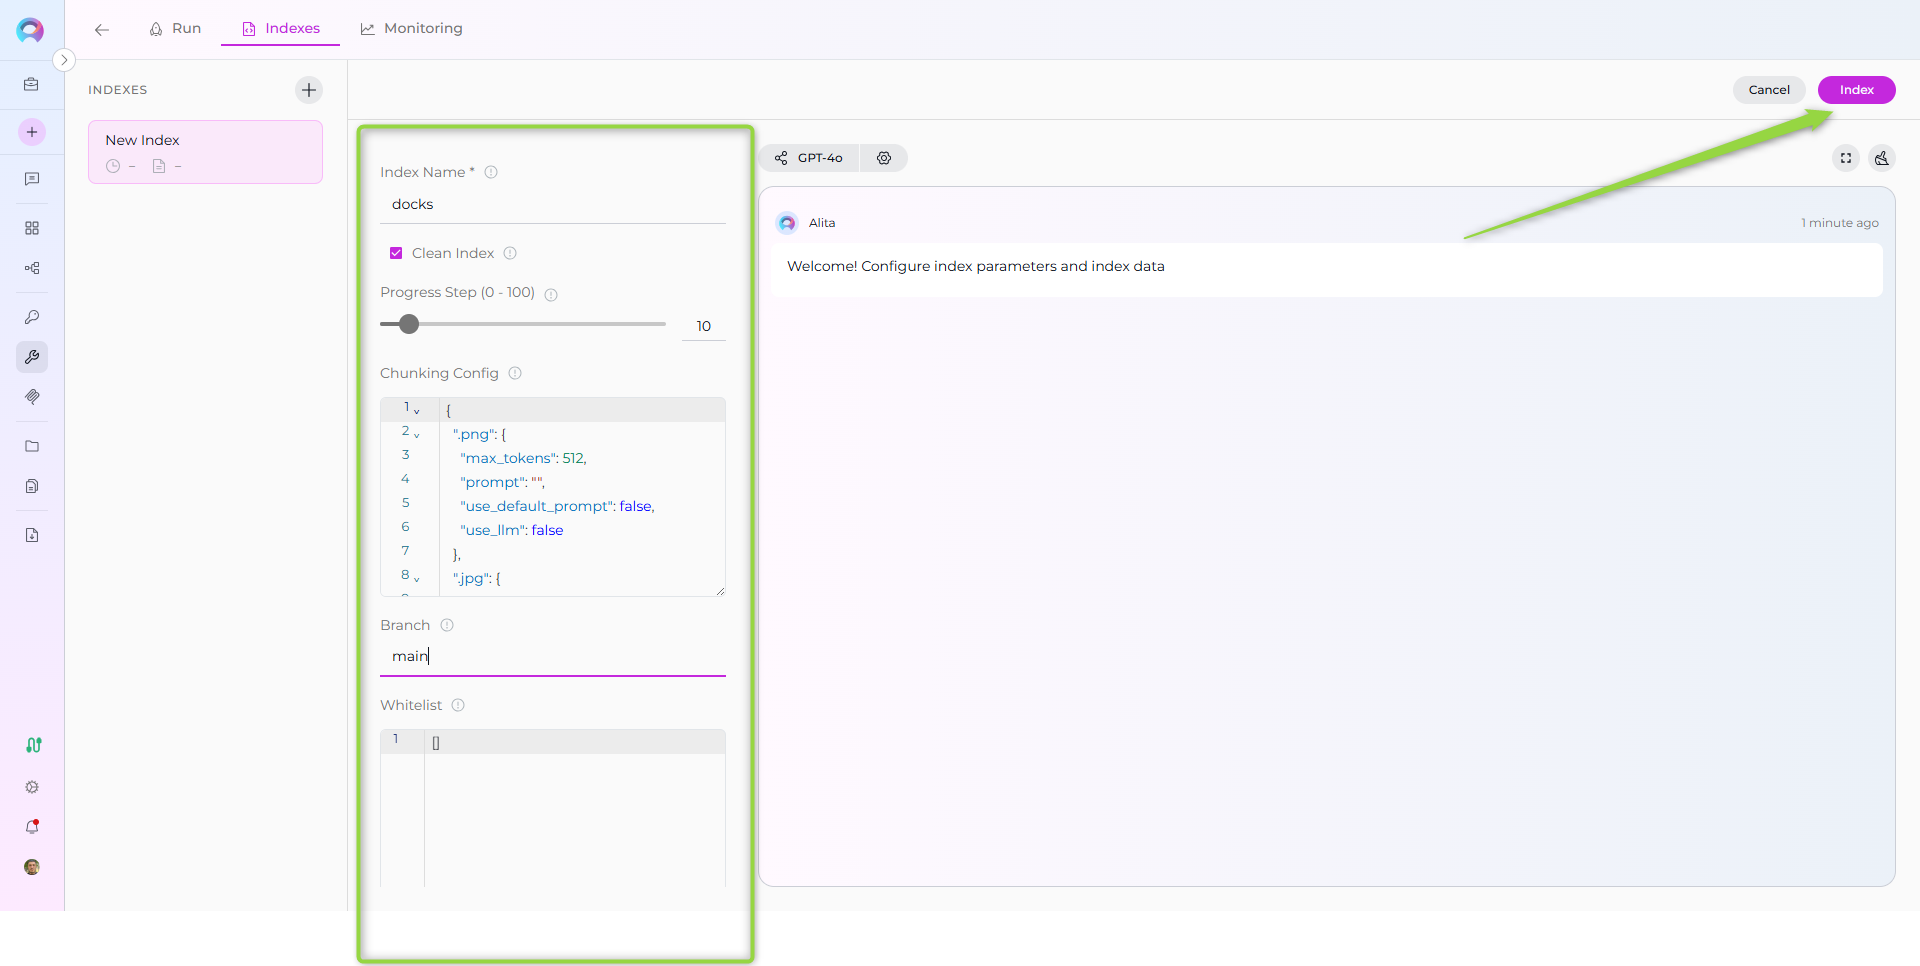 Run
Indexes
Monitoring
INDEXES
Cancel
Index
New Index
– –
Index Name *
docks
Clean Index
Progress Step (0 - 100)
10
Chunking Config
1 {
2 ".png": {
3 "max_tokens": 512,
4 "prompt": "",
5 "use_default_prompt": false,
6 "use_llm": false
7 },
8 ".jpg": {
Branch
main
Whitelist
1 []
GPT-4o
Alita
1 minute ago
Welcome! Configure index parameters and index data